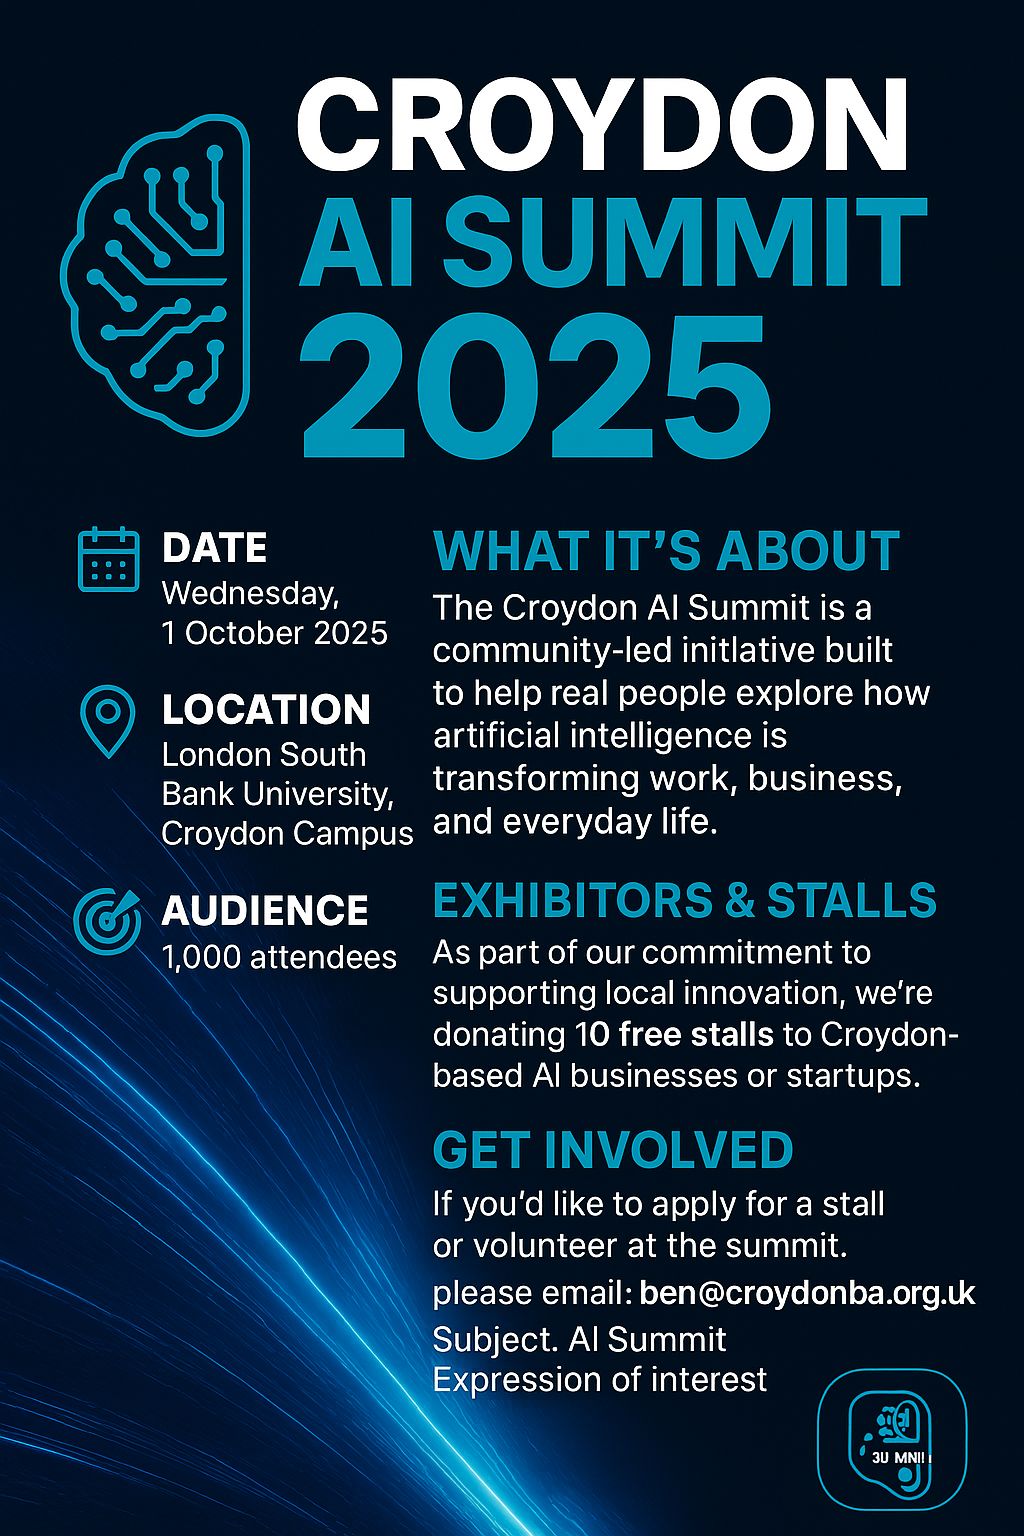 CROYDON
AI SUMMIT
2025
DATE
Wednesday,
1 October 2025
LOCATION
London South
Bank University,
Croydon Campus
AUDIENCE
1,000 attendees
WHAT IT’S ABOUT
The Croydon AI Summit is a
community-led initlative built
to help real people explore how
artificial intelligence is
transforming work, business,
and everyday life.
EXHIBITORS & STALLS
As part of our commitment to
supporting local innovation, we’re
donating 10 free stalls to Croydon-
based AI businesses or startups.
GET INVOLVED
If you’d like to apply for a stall
or volunteer at the summit.
please email: ben@croydonba.org.uk
Subject. AI Summit
Expression of interest